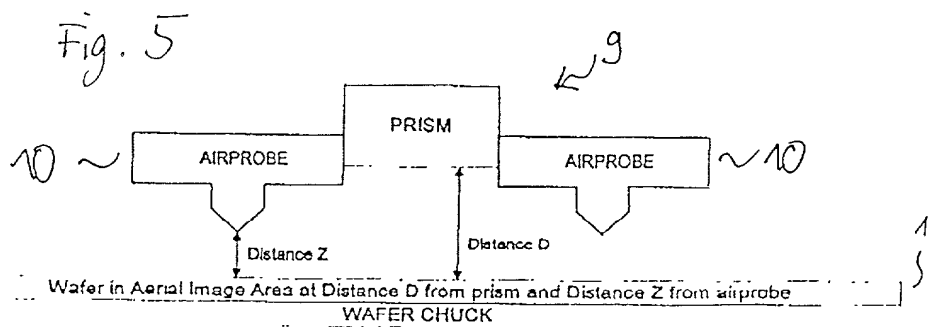 Fig. 5
9
PRISM
10 ~ AIRPROBE
AIRPROBE ~ 10
Distance Z
Distance D
1
Wafer in Aerial Image Area at Distance D from prism and Distance Z from airprobe
WAFER CHUCK